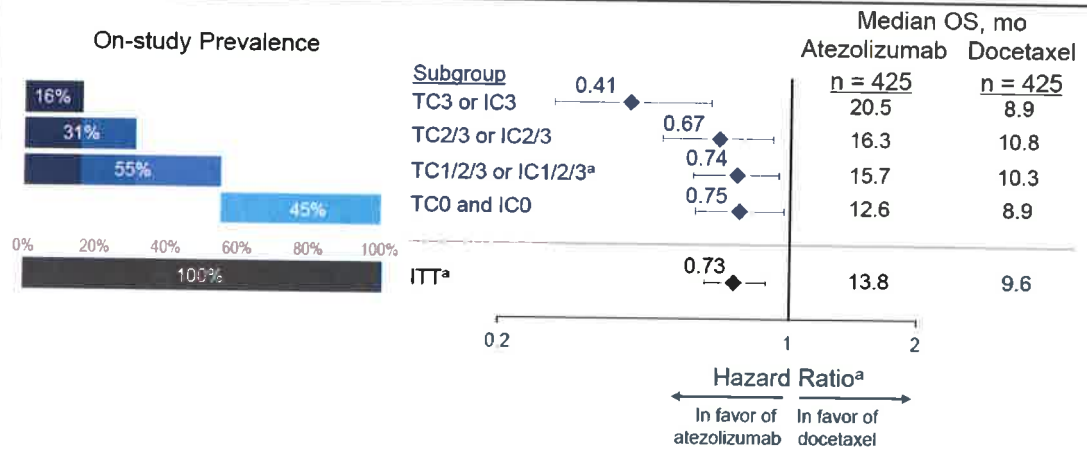 On-study Prevalence
Median OS, mo
Atezolizumab Docetaxel
n = 425 n = 425
Subgroup
16% TC3 or IC3 0.41 20.5 8.9
31% TC2/3 or IC2/3 0.67 16.3 10.8
55% TC1/2/3 or IC1/2/3ᵃ 0.74 15.7 10.3
45% TC0 and IC0 0.75 12.6 8.9
0% 20% 40% 60% 80% 100%
100% ITTᵃ 0.73 13.8 9.6
0.2 1 2
Hazard Ratioᵃ
In favor of In favor of
atezolizumab docetaxel